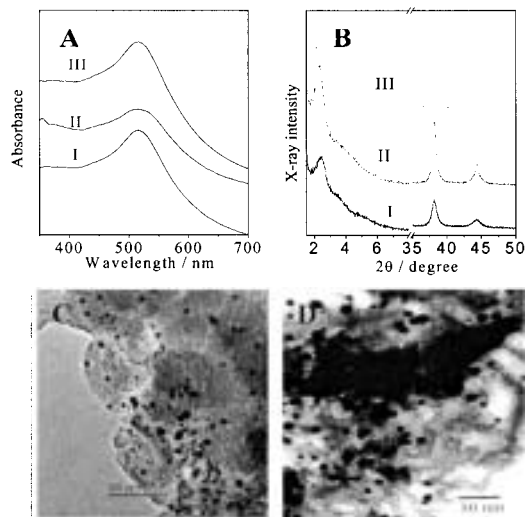 A
III
II
I
Absorbance
400 500 600 700
Wavelength / nm
B
III
II
I
X-ray intensity
2 4 6 35 40 45 50
2θ / degree
C
D